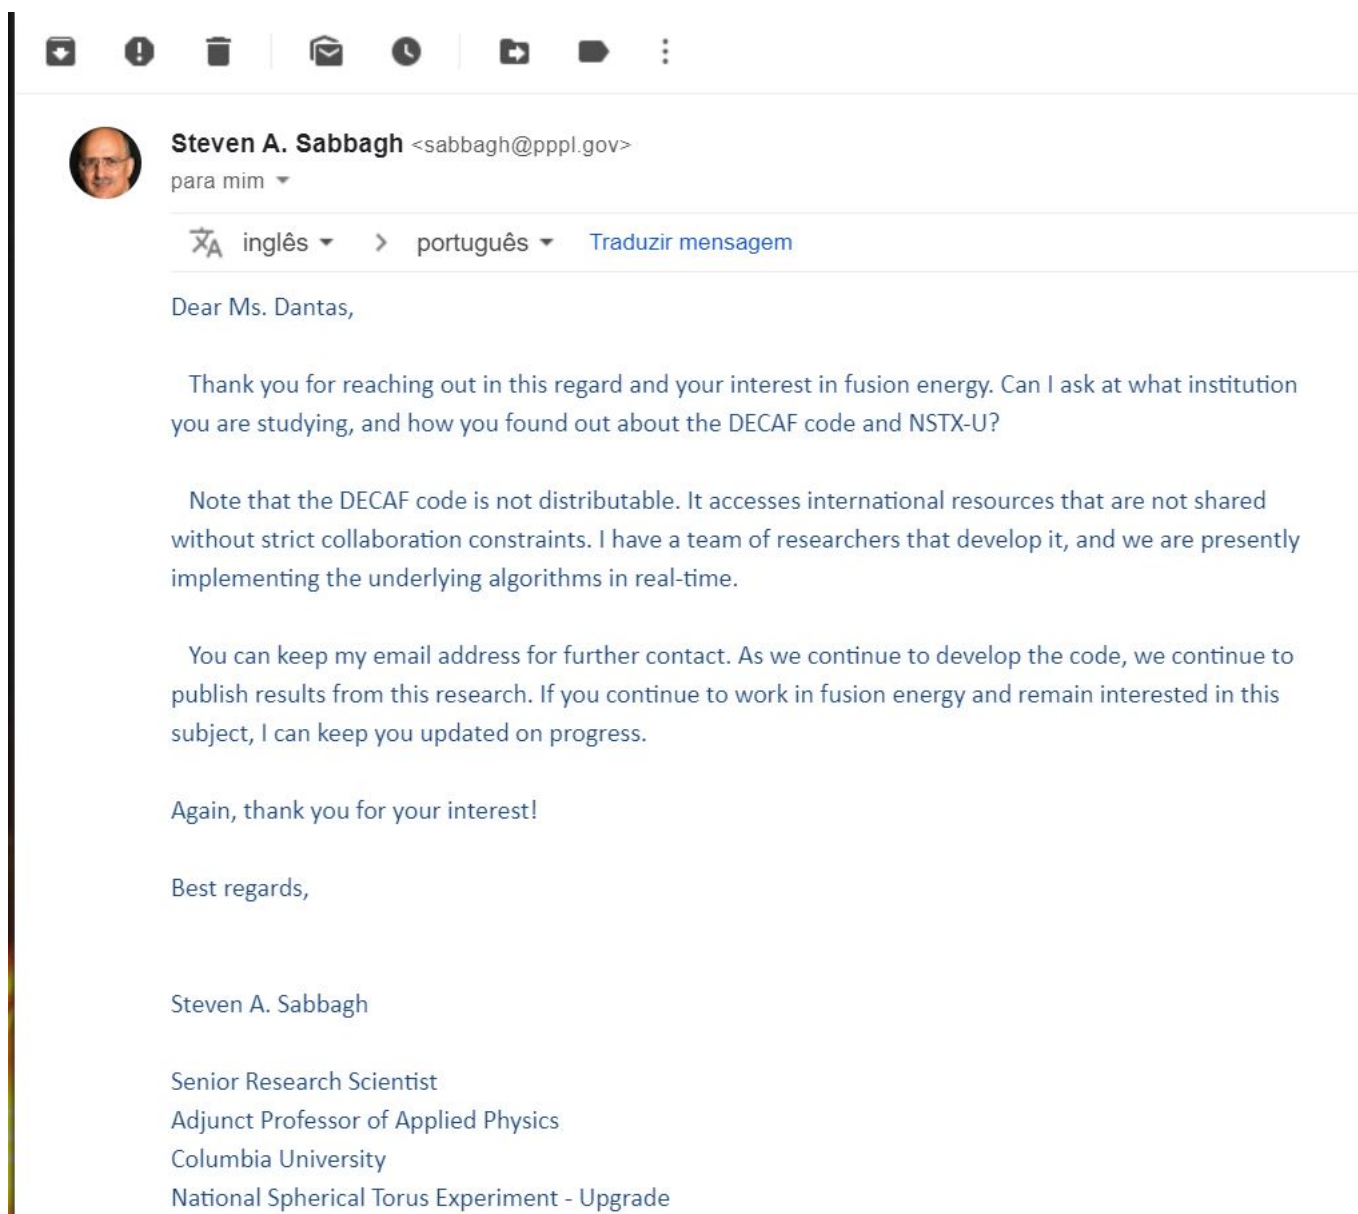 Steven A. Sabbagh <sabbagh@pppl.gov>
para mim
inglês > português Traduzir mensagem
Dear Ms. Dantas,
Thank you for reaching out in this regard and your interest in fusion energy. Can I ask at what institution
you are studying, and how you found out about the DECAF code and NSTX-U?
Note that the DECAF code is not distributable. It accesses international resources that are not shared
without strict collaboration constraints. I have a team of researchers that develop it, and we are presently
implementing the underlying algorithms in real-time.
You can keep my email address for further contact. As we continue to develop the code, we continue to
publish results from this research. If you continue to work in fusion energy and remain interested in this
subject, I can keep you updated on progress.
Again, thank you for your interest!
Best regards,
Steven A. Sabbagh
Senior Research Scientist
Adjunct Professor of Applied Physics
Columbia University
National Spherical Torus Experiment - Upgrade